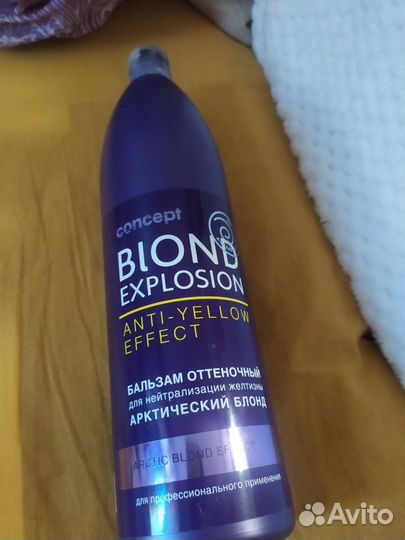 concept
BLOND
EXPLOSION
ANTI-YELLOW
EFFECT
БАЛЬЗАМ ОТТЕНОЧНЫЙ
для нейтрализации желтизны
АРКТИЧЕСКИЙ БЛОНД
ARCTIC BLOND EFFECT
для профессионального применения
Avito